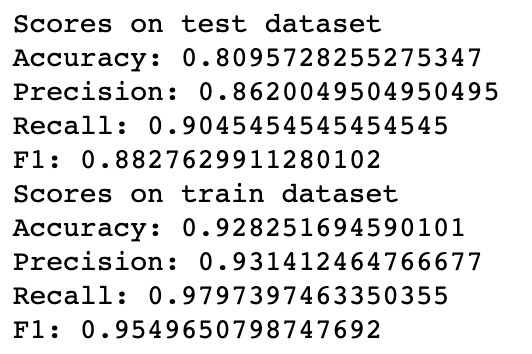 Scores on test dataset
Accuracy: 0.8095728255275347
Precision: 0.8620049504950495
Recall: 0.9045454545454545
F1: 0.8827629911280102
Scores on train dataset
Accuracy: 0.928251694590101
Precision: 0.931412464766677
Recall: 0.9797397463350355
F1: 0.9549650798747692